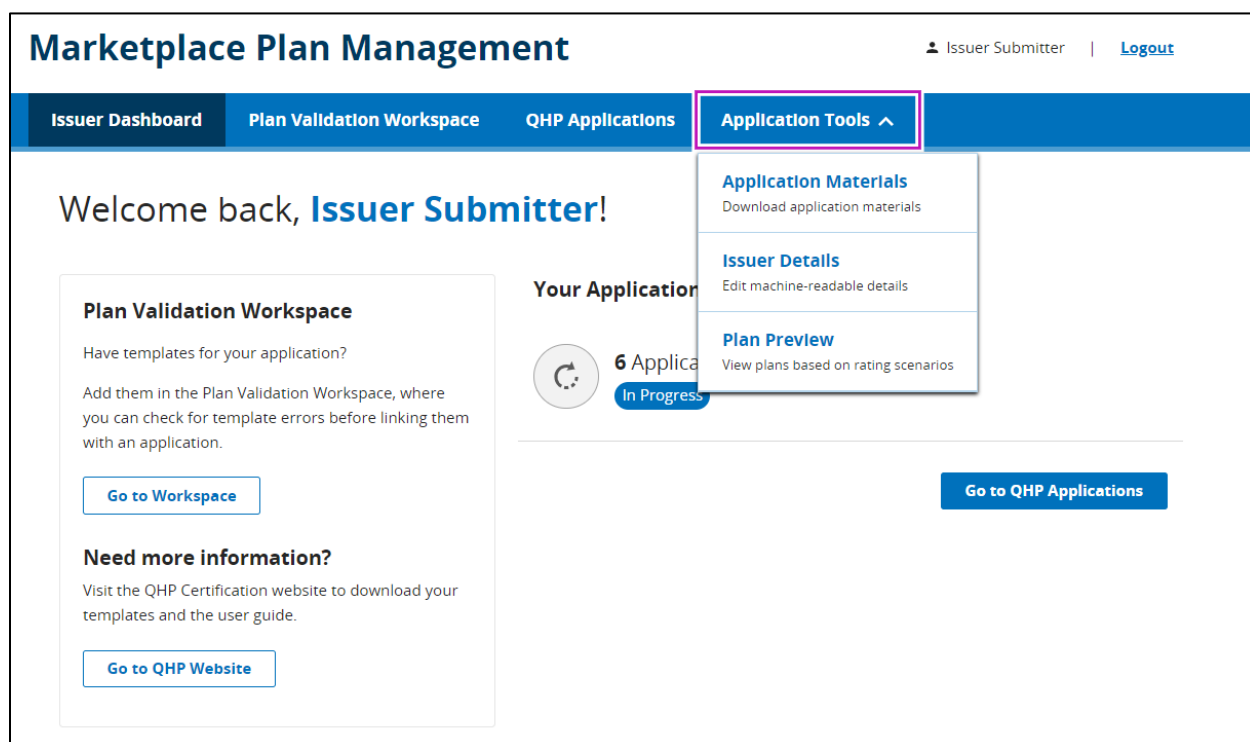 Marketplace Plan Management
Issuer Submitter | Logout
Issuer Dashboard
Plan Validation Workspace
QHP Applications
Application Tools
Application Materials
Download application materials
Issuer Details
Edit machine-readable details
Plan Preview
View plans based on rating scenarios
Welcome back, Issuer Submitter!
Plan Validation Workspace
Have templates for your application?
Add them in the Plan Validation Workspace, where
you can check for template errors before linking them
with an application.
Go to Workspace
Need more information?
Visit the QHP Certification website to download your
templates and the user guide.
Go to QHP Website
Your Application
6 Applica
In Progress
Go to QHP Applications